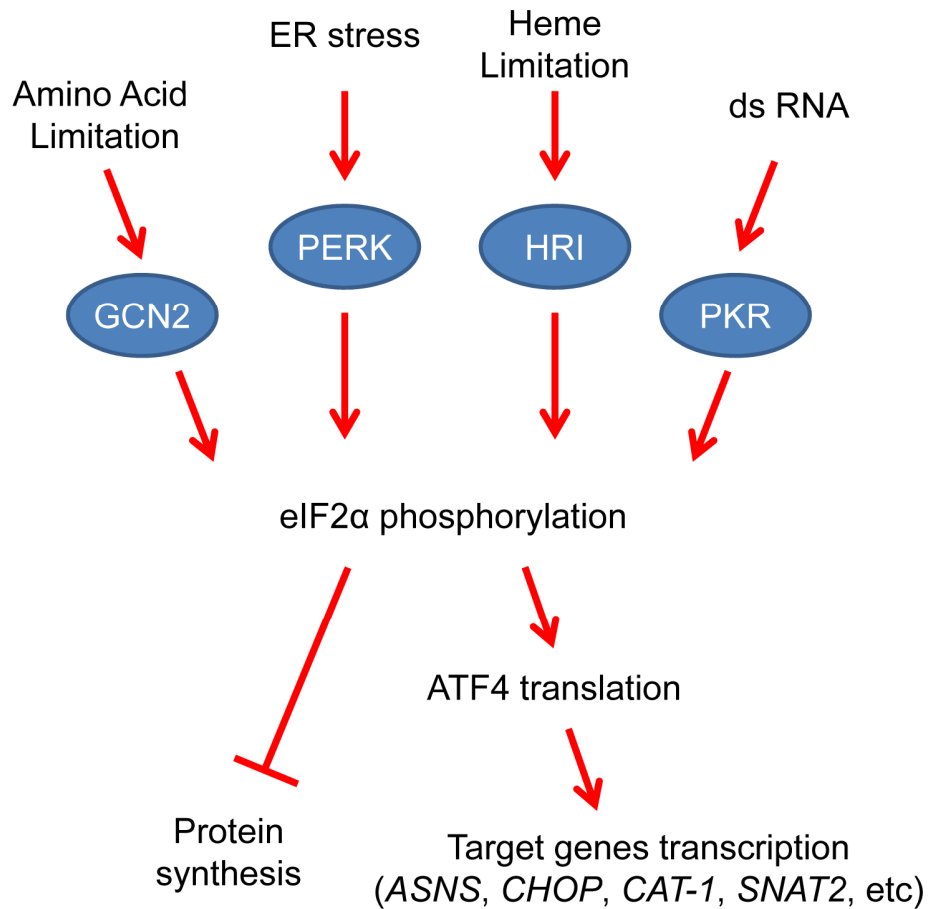 ER stress
Heme
Limitation
Amino Acid
Limitation
ds RNA
PERK
HRI
GCN2
PKR
eIF2α phosphorylation
ATF4 translation
Protein
synthesis
Target genes transcription
(ASNS, CHOP, CAT-1, SNAT2, etc)